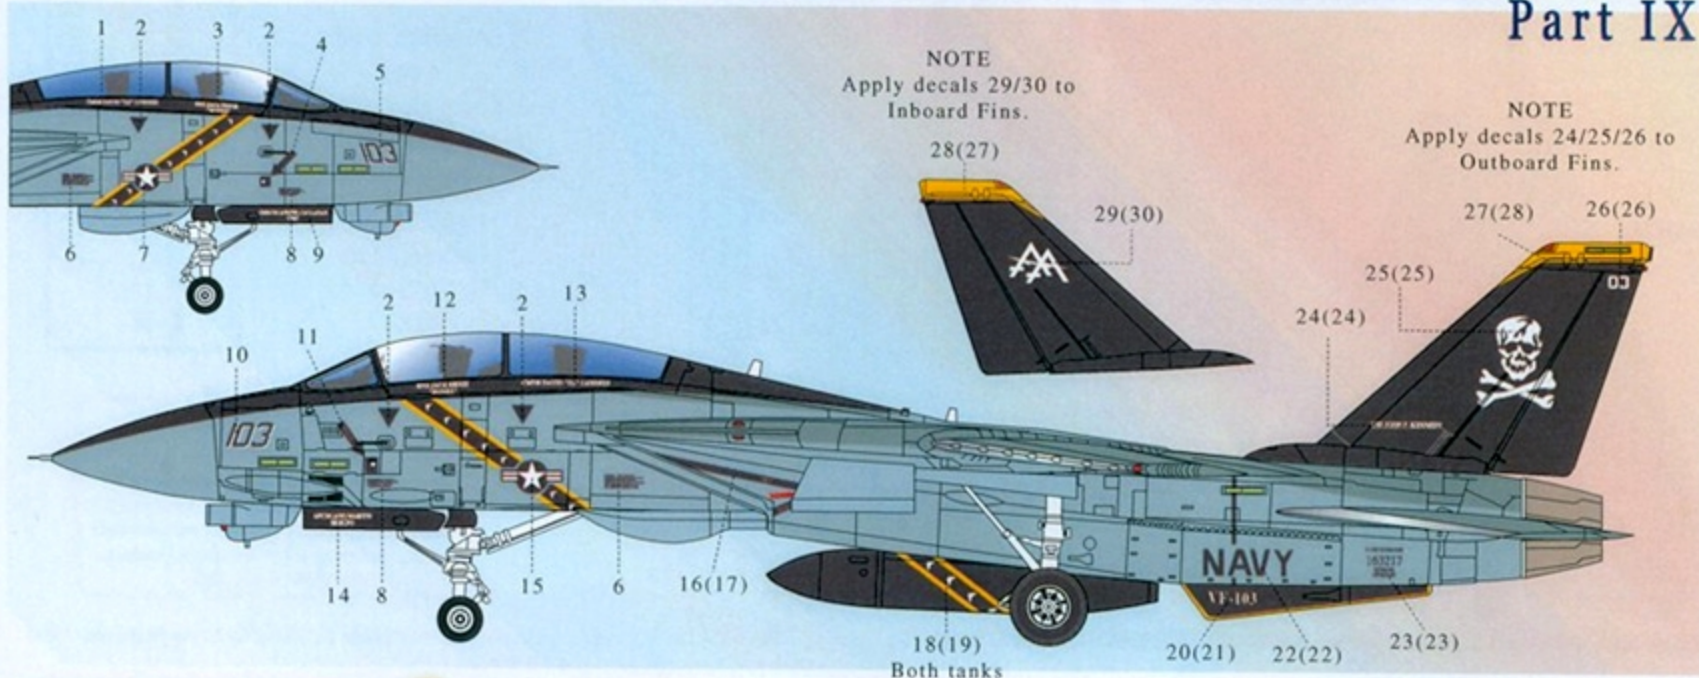 Part IX
1 2 3 2 4
5
103
6 7 8 9
NOTE
Apply decals 29/30 to
Inboard Fins.
28(27)
29(30)
AA
NOTE
Apply decals 24/25/26 to
Outboard Fins.
27(28) 26(26)
25(25)
24(24)
03
10 11 2 12 2 13
103
14 8 15 6 16(17)
NAVY
163217
VF-103
18(19)
Both tanks
20(21) 22(22) 23(23)